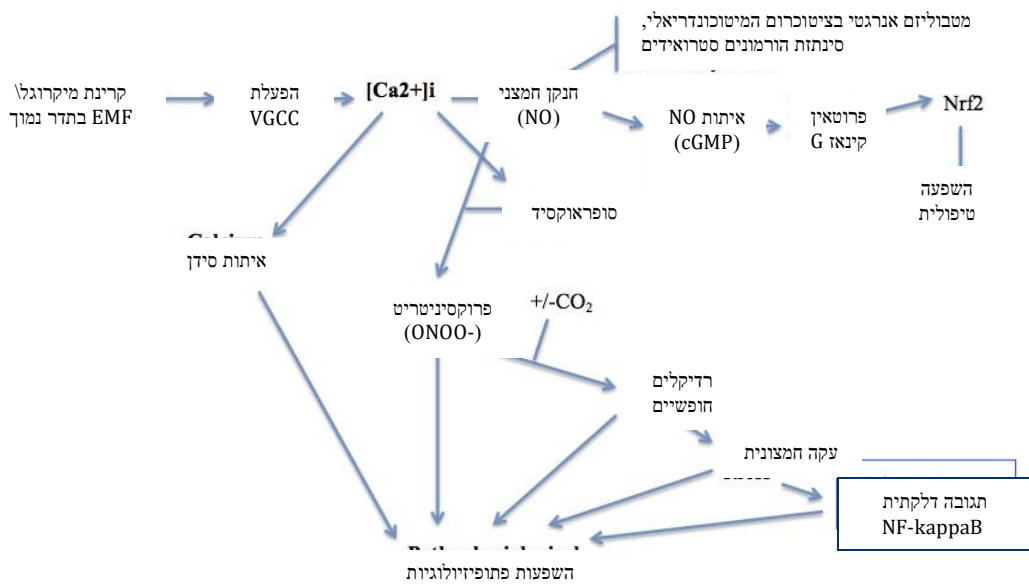 מטבוליזם אנרגטי בציטוכרום המיטוכונדריאלי,
סינתזת הורמונים סטרואידים
קרינת מיקרוגל\
EMF בתדר נמוך
הפעלת
VGCC
[Ca2+]i
חנקן חמצני
(NO)
איתות NO
(cGMP)
פרוטאין
קינאז G
Nrf2
השפעה
טיפולית
סופראוקסיד
איתות סידן
פרוקסיניטריט
(ONOO-)
+/-CO₂
רדיקלים
חופשיים
עקה חמצונית
תגובה דלקתית
NF-kappaB
השפעות פתופיזיולוגיות